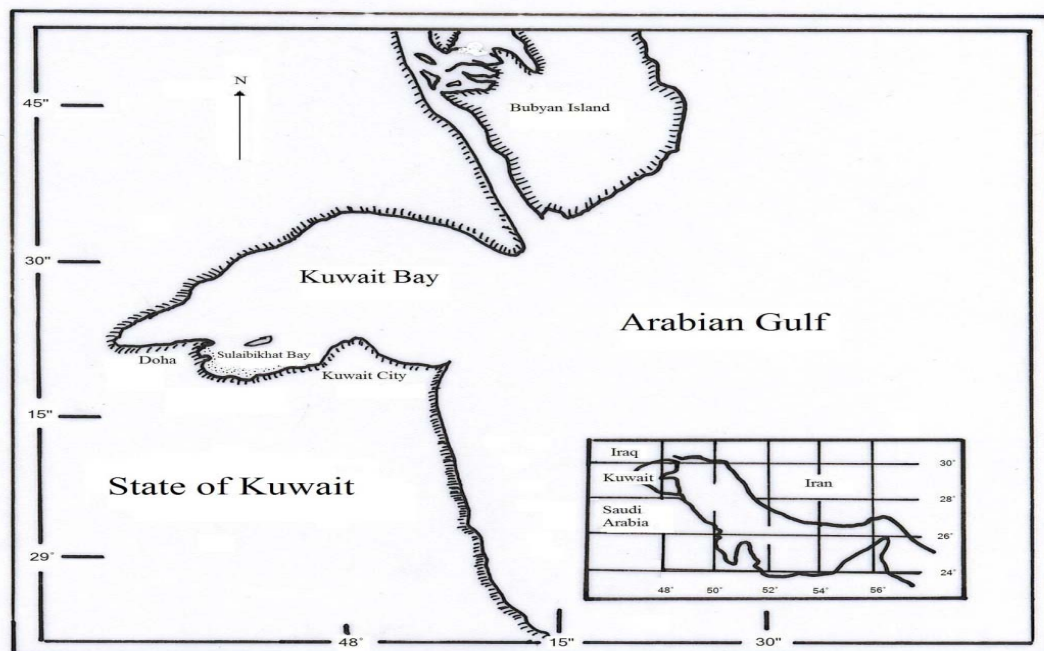 N
45"
Bubyan Island
30"
Kuwait Bay
Arabian Gulf
Doha
Sulaibikhat Bay
Kuwait City
15"
State of Kuwait
29°
48°
15"
30"
Iraq
30°
Kuwait
Iran
28°
Saudi
Arabia
26°
24°
48°
50°
52°
54°
56°